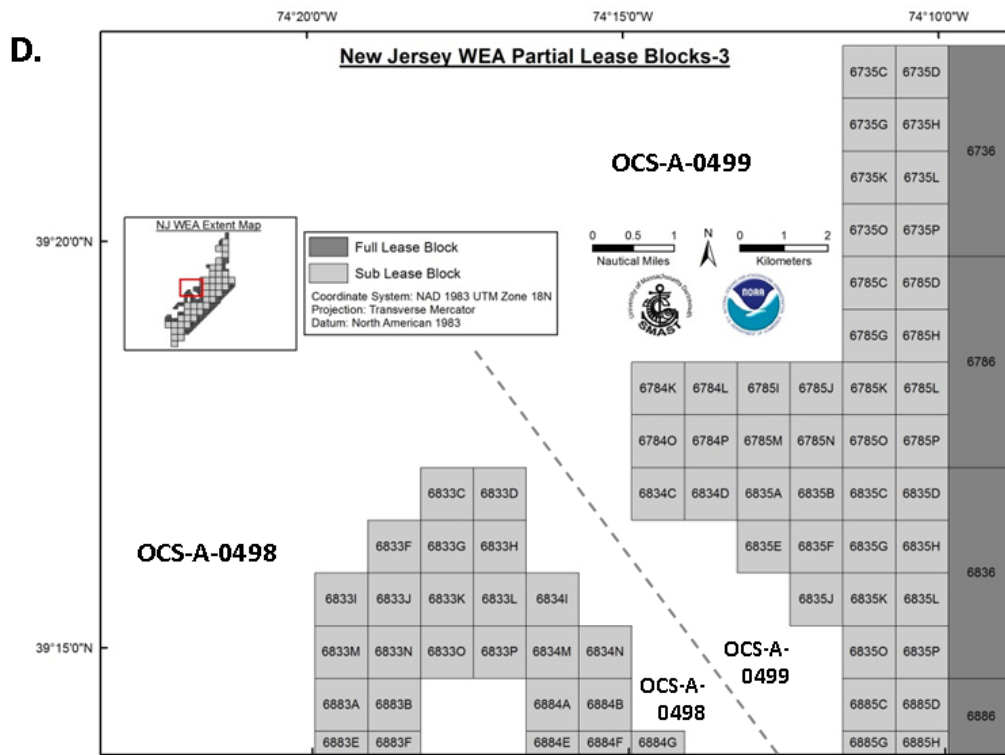 74°20'0"W 74°15'0"W 74°10'0"W
D.
New Jersey WEA Partial Lease Blocks-3
6735C 6735D
6735G 6735H
6736
OCS-A-0499
6735K 6735L
6735O 6735P
NJ WEA Extent Map
39°20'0"N
Full Lease Block
Sub Lease Block
Coordinate System: NAD 1983 UTM Zone 18N
Projection: Transverse Mercator
Datum: North American 1983
0 0.5 1
Nautical Miles
N
0 1 2
Kilometers
University of Massachusetts Dartmouth
SMAST
NOAA
6785C 6785D
6785G 6785H
6786
6784K 6784L 6785I 6785J 6785K 6785L
6784O 6784P 6785M 6785N 6785O 6785P
6833C 6833D 6834C 6834D 6835A 6835B 6835C 6835D
OCS-A-0498
6833F 6833G 6833H 6835E 6835F 6835G 6835H
6836
6833I 6833J 6833K 6833L 6834I 6835J 6835K 6835L
39°15'0"N
6833M 6833N 6833O 6833P 6834M 6834N
OCS-A-
0499
6835O 6835P
6883A 6883B 6884A 6884B
OCS-A-
0498
6885C 6885D
6886
6883E 6883F 6884E 6884F 6884G 6885G 6885H